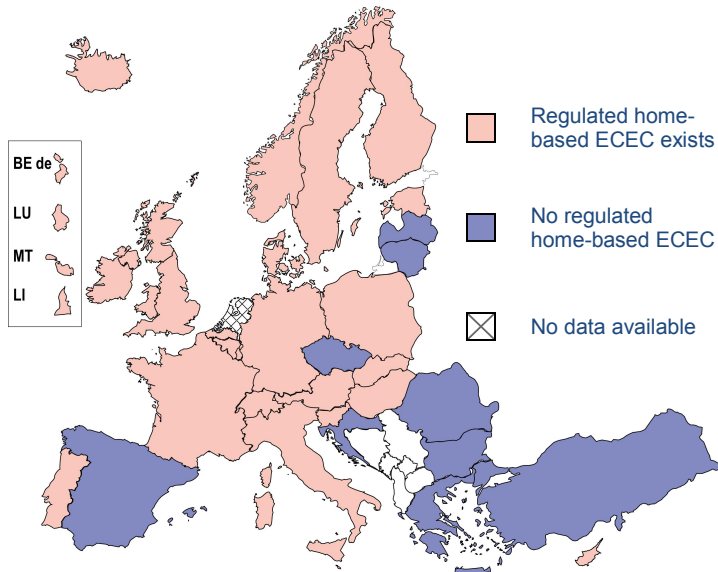 Regulated home-
based ECEC exists
BE de
LU
MT
LI
No regulated
home-based ECEC
No data available